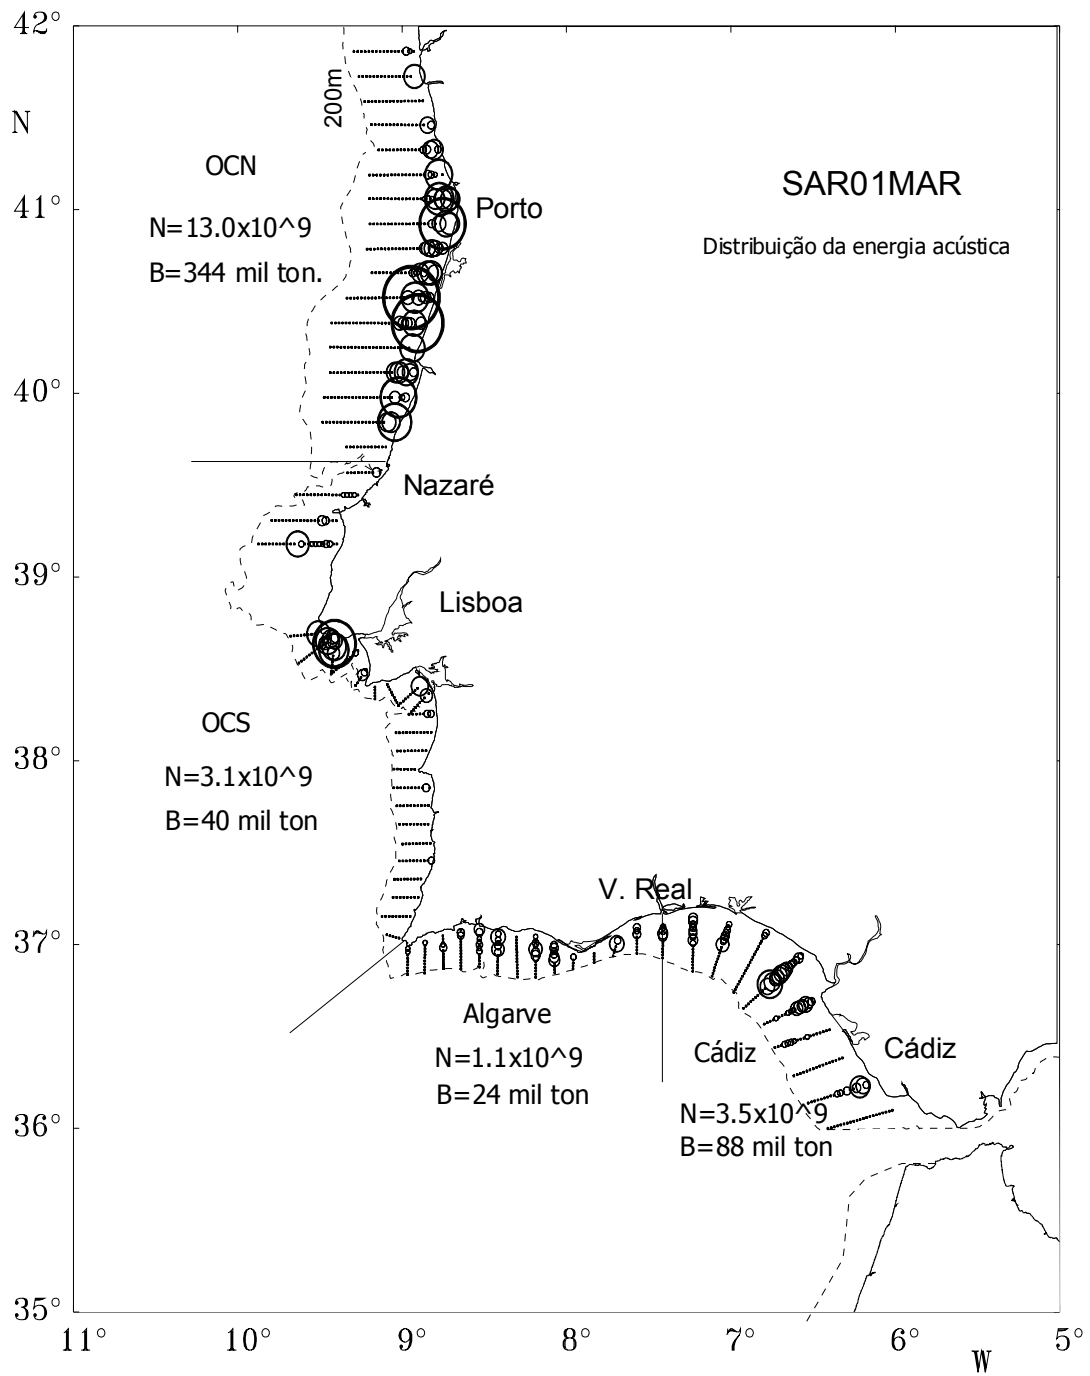 42°
200m
N
OCN
SAR01MAR
41°
Porto
N=13.0x10^9
Distribuição da energia acústica
B=344 mil ton.
40°
Nazaré
39°
Lisboa
OCS
38°
N=3.1x10^9
B=40 mil ton
V. Real
37°
Algarve
Cádiz
Cádiz
N=1.1x10^9
B=24 mil ton
N=3.5x10^9
36°
B=88 mil ton
35°
11° 10° 9° 8° 7° 6° 5°
W